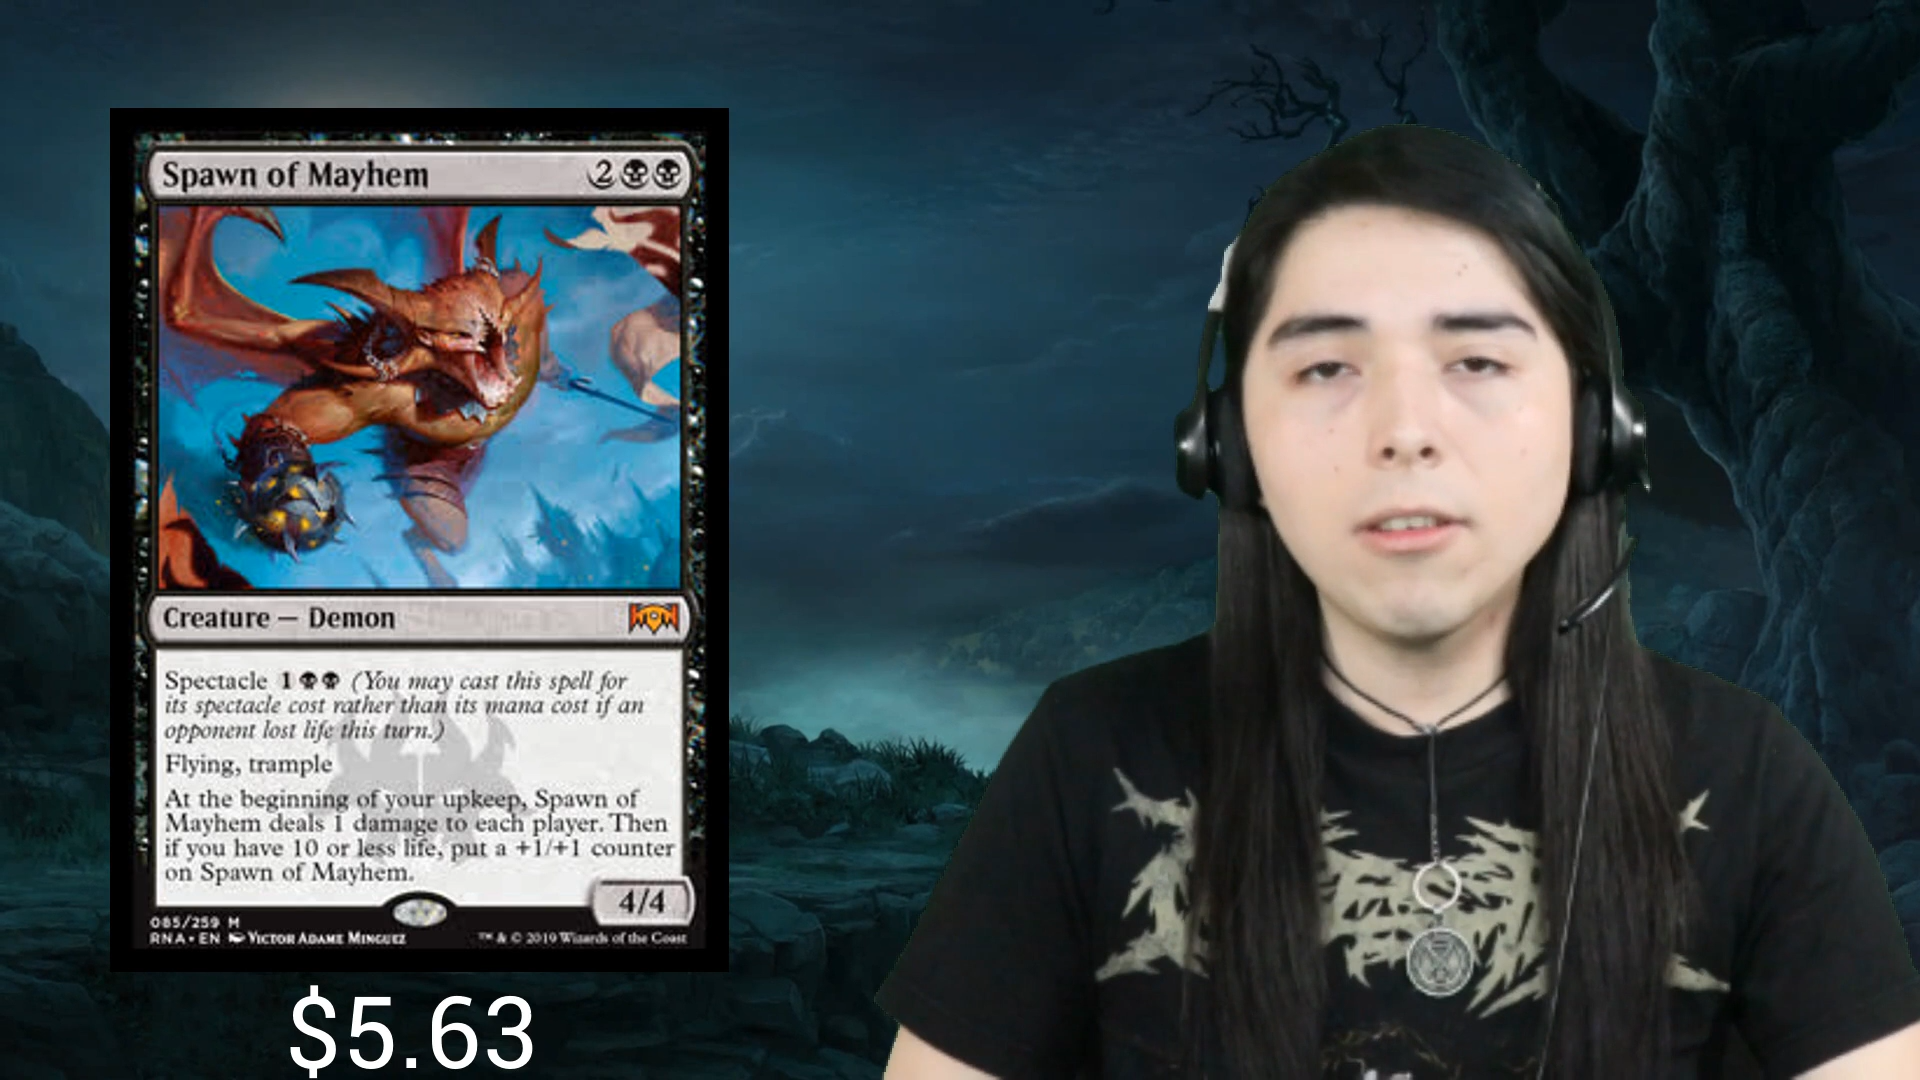 Spawn of Mayhem 2
Creature — Demon
Spectacle 1 (You may cast this spell for
its spectacle cost rather than its mana cost if an
opponent lost life this turn.)
Flying, trample
At the beginning of your upkeep, Spawn of
Mayhem deals 1 damage to each player. Then
if you have 10 or less life, put a +1/+1 counter
on Spawn of Mayhem.
4/4
085/259 M
RNA • EN Victor Adame Minguez
™ & © 2019 Wizards of the Coast
$5.63